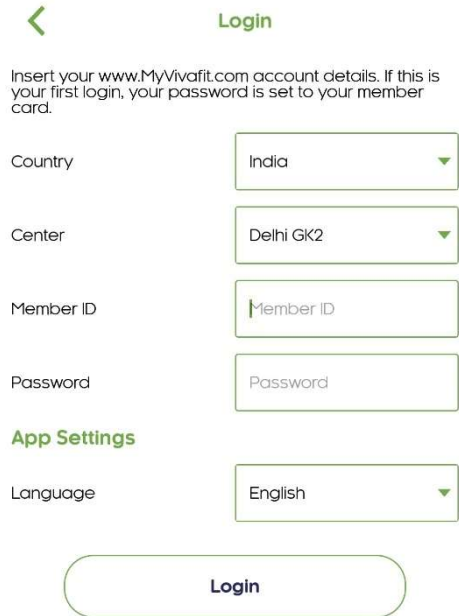 Login
Insert your www.MyVivafit.com account details. If this is
your first login, your password is set to your member
card.
Country
India
Center
Delhi GK2
Member ID
Member ID
Password
Password
App Settings
Language
English
Login